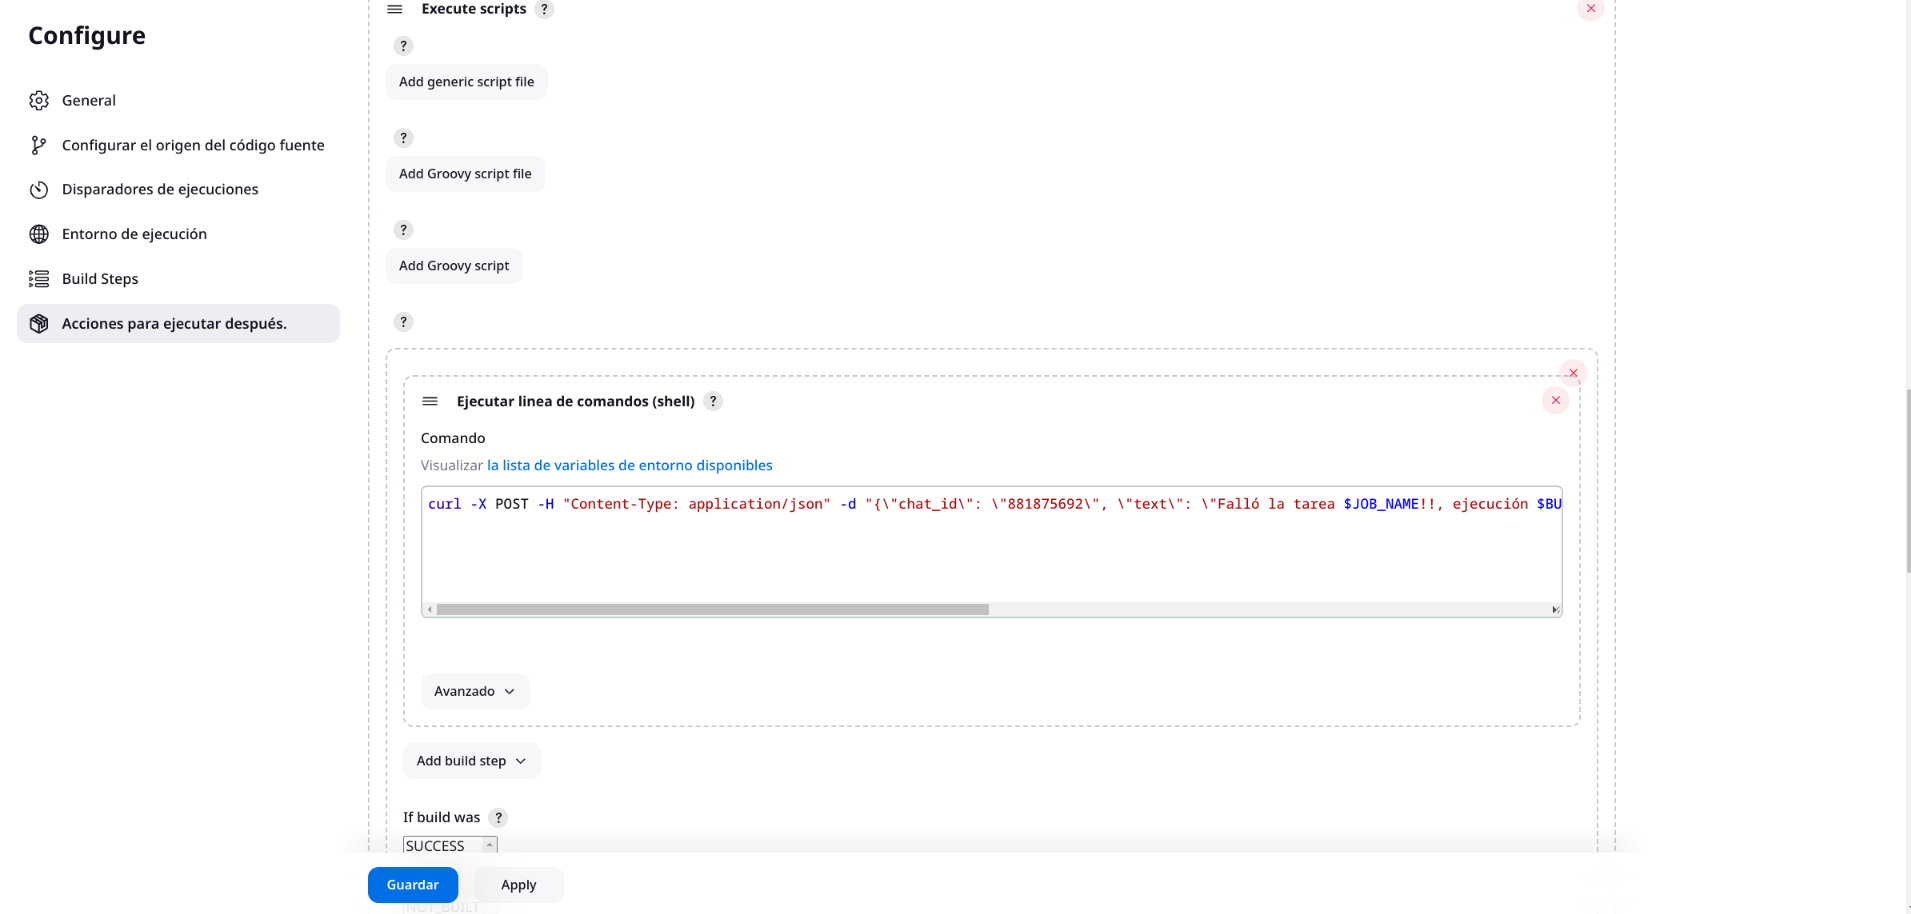 Configure
General
Configurar el origen del código fuente
Disparadores de ejecuciones
Entorno de ejecución
Build Steps
Acciones para ejecutar después.
Execute scripts ?
?
Add generic script file
?
Add Groovy script file
?
Add Groovy script
?
Ejecutar linea de comandos (shell) ?
Comando
Visualizar la lista de variables de entorno disponibles
curl -X POST -H "Content-Type: application/json" -d "{\"chat_id\": \"881875692\", \"text\": \"Falló la tarea $JOB_NAME!!, ejecución $BU
Avanzado
Add build step
If build was ?
SUCCESS
Guardar
Apply
NOT_BUILT